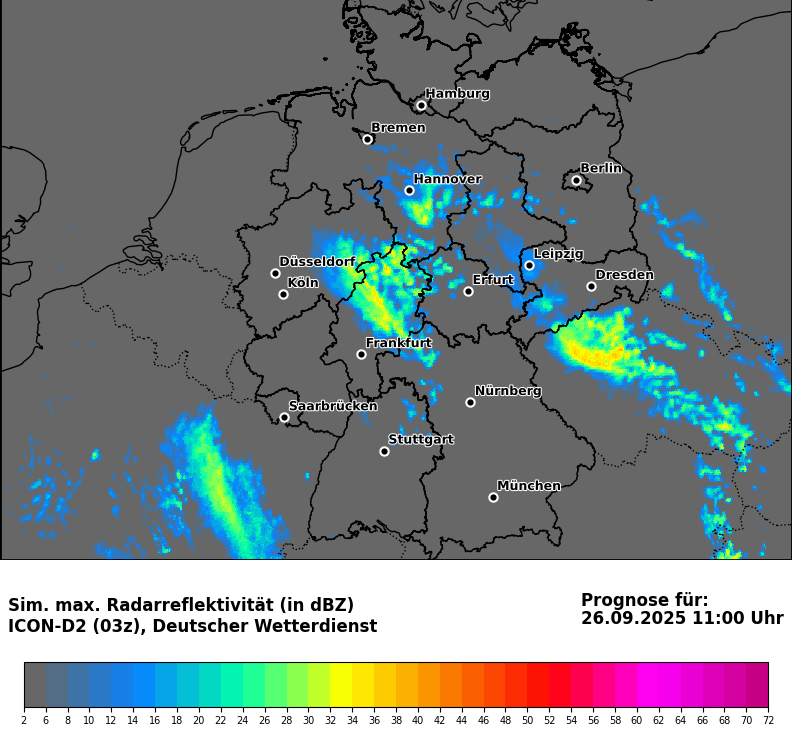 Hamburg
Bremen
Berlin
Hannover
Leipzig
Düsseldorf
Dresden
Erfurt
Köln
Frankfurt
Nürnberg
Saarbrücken
Stuttgart
München
Sim. max. Radarreflektivität (in dBZ)
ICON-D2 (03z), Deutscher Wetterdienst
Prognose für:
26.09.2025 11:00 Uhr
2 6 8 10 12 14 16 18 20 22 24 26 28 30 32 34 36 38 40 42 44 46 48 50 52 54 56 58 60 62 64 66 68 70 72